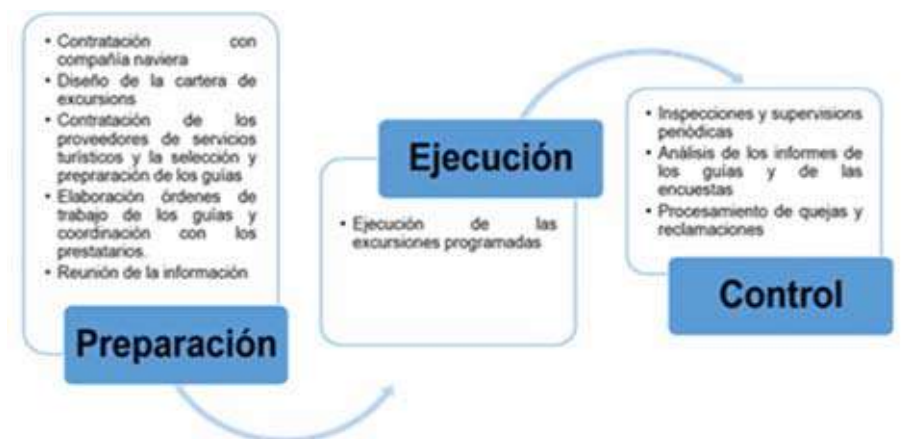 • Contratación con
compañía naviera
• Diseño de la cartera de
excursions
• Contratación de los
proveedores de servicios
turísticos y la selección y
prepraración de los guías
• Elaboración órdenes de
trabajo de los guías y
coordinación con los
prestatarios.
• Reunión de la información
Preparación
Ejecución
• Ejecución de las
excursiones programadas
• Inspecciones y supervisions
periódicas
• Análisis de los informes de
los guías y de las
encuestas
• Procesamiento de quejas y
reclamaciones
Control